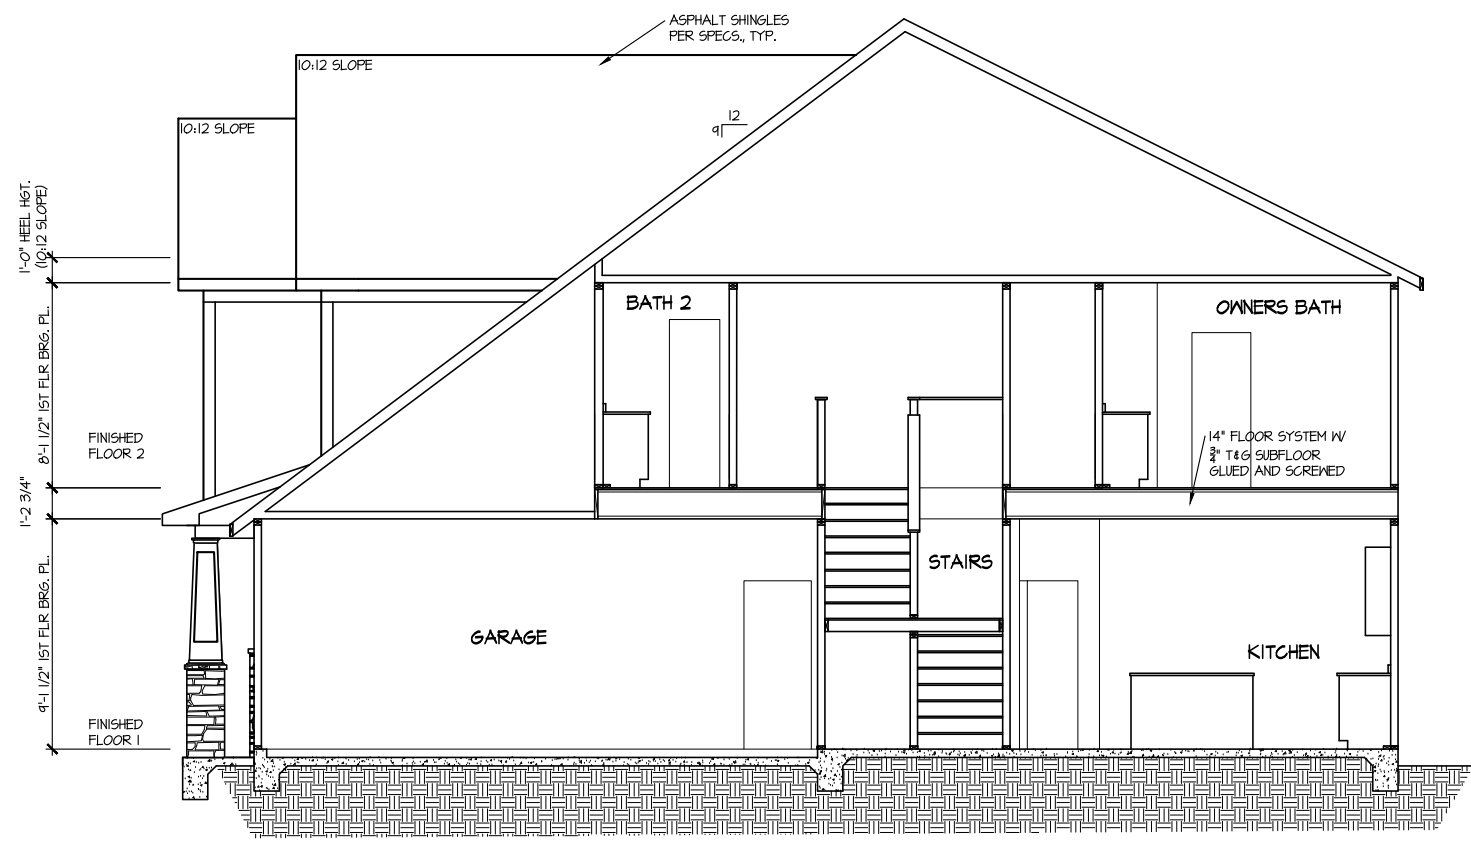 ASPHALT SHINGLES
PER SPECS., TYP.
10:12 SLOPE
12
9
10:12 SLOPE
1'-0" HEEL HGT.
(10:12 SLOPE)
BATH 2
OWNERS BATH
8'-1 1/2" 1ST FLR BRG. PL.
FINISHED
FLOOR 2
14" FLOOR SYSTEM W/
3/4" T&G SUBFLOOR
GLUED AND SCREWED
1'-2 3/4"
STAIRS
GARAGE
KITCHEN
9'-1 1/2" 1ST FLR BRG. PL.
FINISHED
FLOOR 1